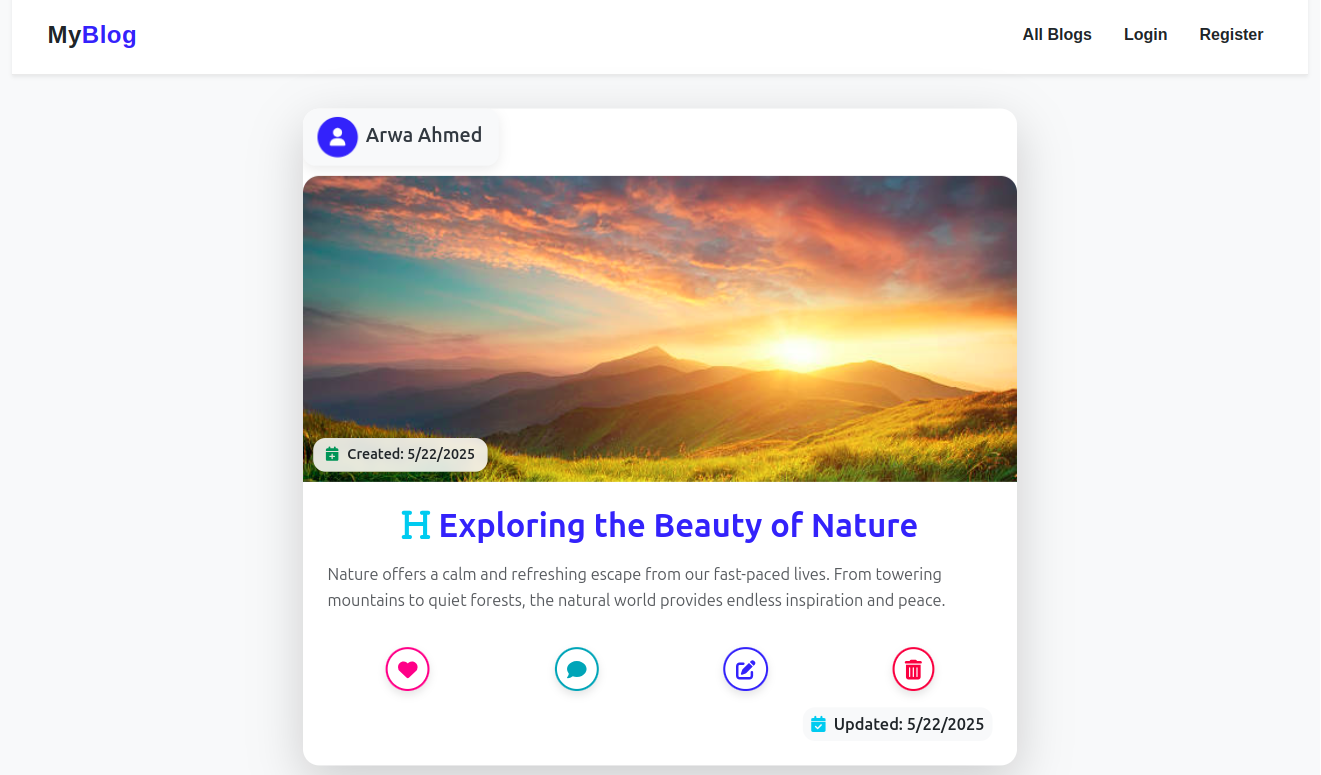 MyBlog
All Blogs Login Register
Arwa Ahmed
Created: 5/22/2025
H Exploring the Beauty of Nature
Nature offers a calm and refreshing escape from our fast-paced lives. From towering
mountains to quiet forests, the natural world provides endless inspiration and peace.
Updated: 5/22/2025